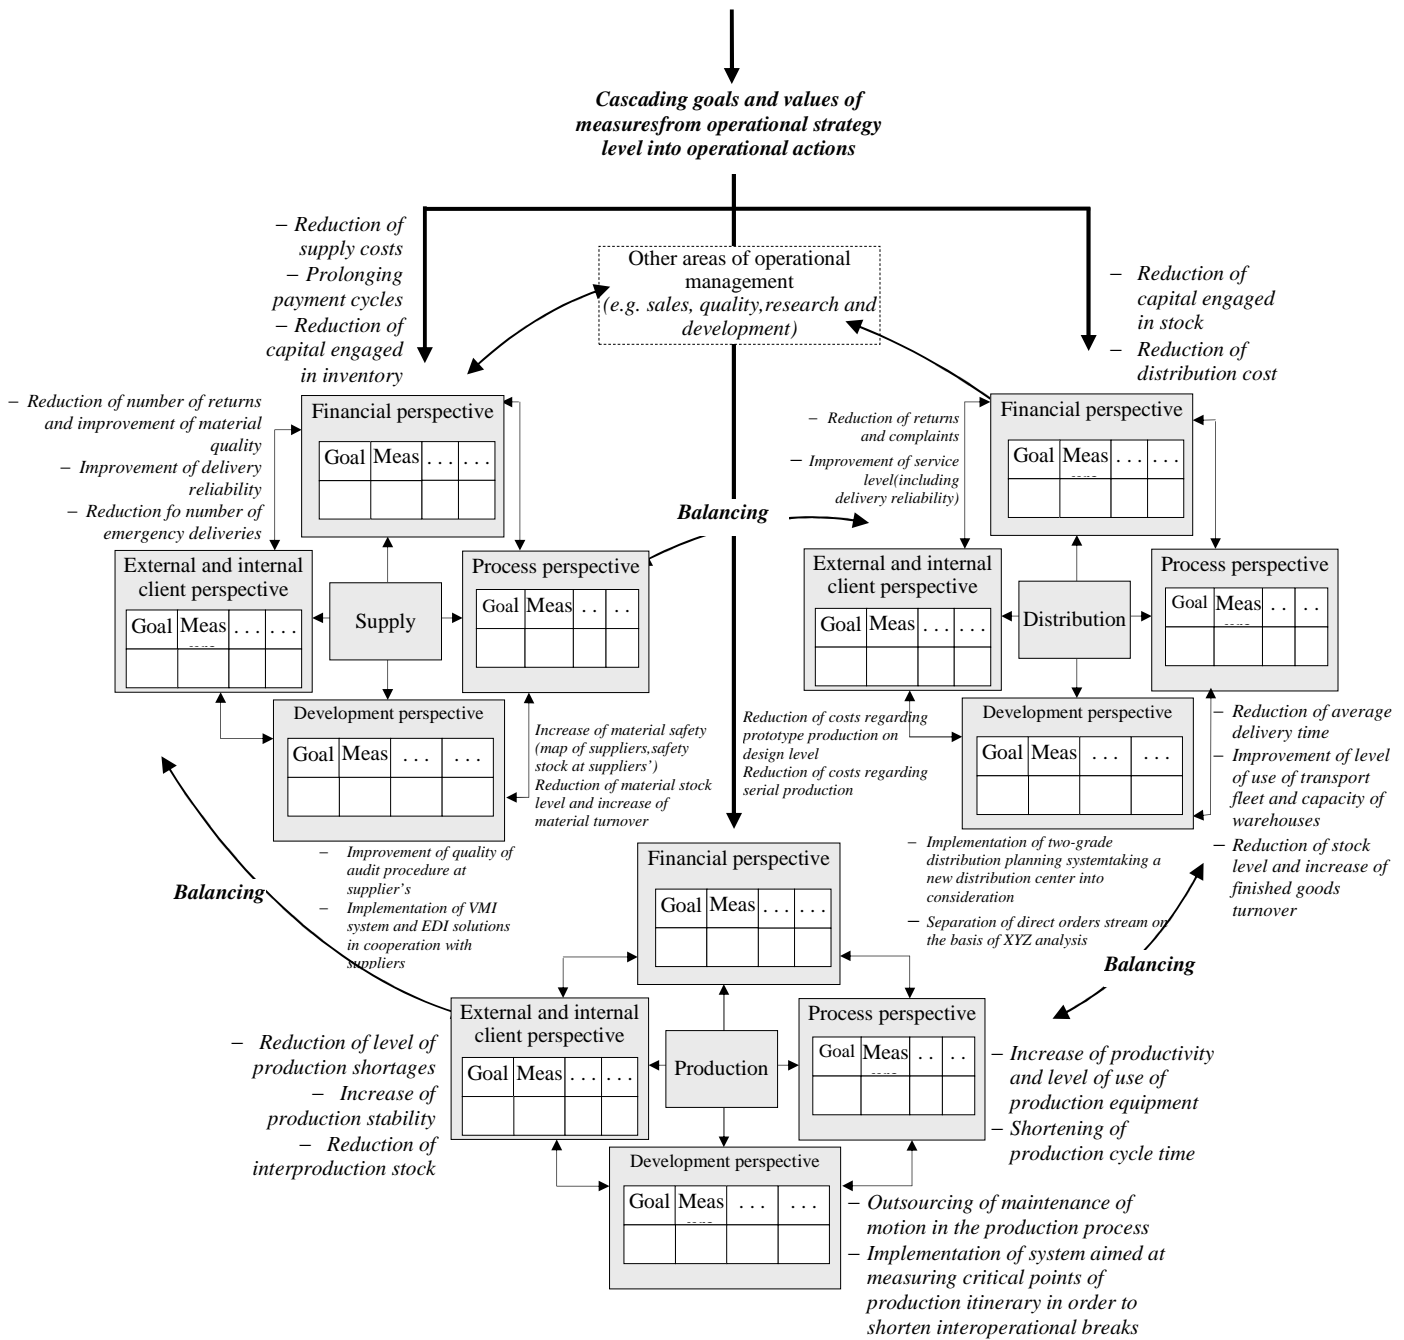 Cascading goals and values of
measuresfrom operational strategy
level into operational actions
– Reduction of
supply costs
– Prolonging
payment cycles
– Reduction of
capital engaged
in inventory
Other areas of operational
management
(e.g. sales, quality,research and
development)
– Reduction of
capital engaged
in stock
– Reduction of
distribution cost
– Reduction of number of returns
and improvement of material
quality
– Improvement of delivery
reliability
– Reduction fo number of
emergency deliveries
Financial perspective
Goal Meas . . . . . .
External and internal
client perspective
Goal Meas . . . . . .
Supply
Process perspective
Goal Meas . . . .
Development perspective
Goal Meas . . . . . .
Increase of material safety
(map of suppliers,safety
stock at suppliers’)
Reduction of material stock
level and increase of
material turnover
– Improvement of quality of
audit procedure at
supplier’s
– Implementation of VMI
system and EDI solutions
in cooperation with
suppliers
Balancing
– Reduction of returns
and complaints
– Improvement of service
level(including
delivery reliability)
Financial perspective
Goal Meas . . . . . .
External and internal
client perspective
Goal Meas . . . . . .
Distribution
Process perspective
Goal Meas . . . .
Development perspective
Goal Meas . . . . . .
Reduction of costs regarding
prototype production on
design level
Reduction of costs regarding
serial production
– Reduction of average
delivery time
– Improvement of level
of use of transport
fleet and capacity of
warehouses
– Reduction of stock
level and increase of
finished goods
turnover
– Implementation of two-grade
distribution planning systemtaking a
new distribution center into
consideration
– Separation of direct orders stream on
the basis of XYZ analysis
Balancing
Balancing
Financial perspective
Goal Meas . . . . . .
External and internal
client perspective
Goal Meas . . . . . .
Production
Process perspective
Goal Meas . . . .
Development perspective
Goal Meas . . . . . .
– Reduction of level of
production shortages
– Increase of
production stability
– Reduction of
interproduction stock
– Increase of productivity
and level of use of
production equipment
– Shortening of
production cycle time
– Outsourcing of maintenance of
motion in the production process
– Implementation of system aimed at
measuring critical points of
production itinerary in order to
shorten interoperational breaks